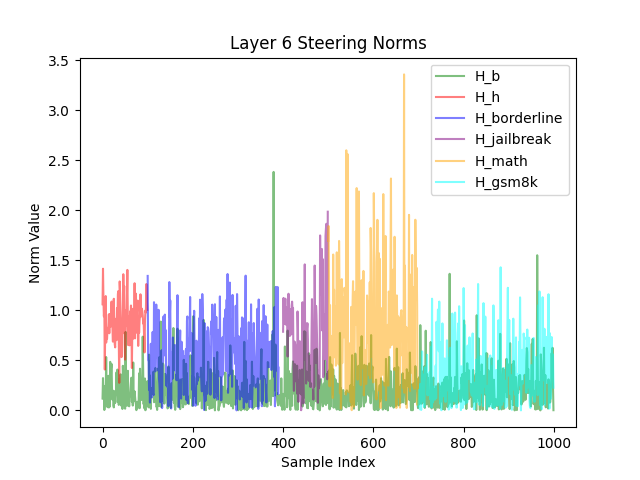 Layer 6 Steering Norms
3.5
3.0
2.5
2.0
1.5
1.0
0.5
0.0
Norm Value
H_b
H_h
H_borderline
H_jailbreak
H_math
H_gsm8k
0
200
400
600
800
1000
Sample Index